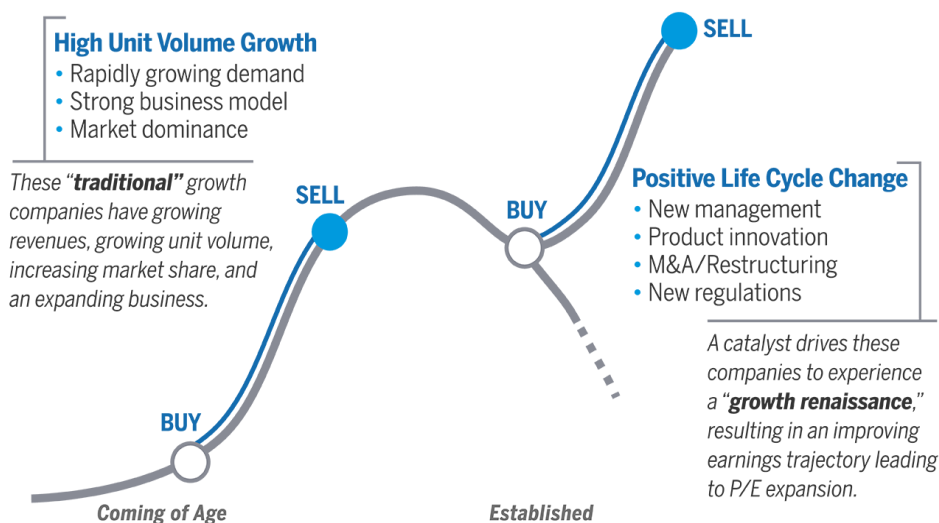 High Unit Volume Growth
• Rapidly growing demand
• Strong business model
• Market dominance
These “traditional” growth
companies have growing
revenues, growing unit volume,
increasing market share, and
an expanding business.
BUY
SELL
Coming of Age
BUY
SELL
Established
Positive Life Cycle Change
• New management
• Product innovation
• M&A/Restructuring
• New regulations
A catalyst drives these
companies to experience
a “growth renaissance,”
resulting in an improving
earnings trajectory leading
to P/E expansion.